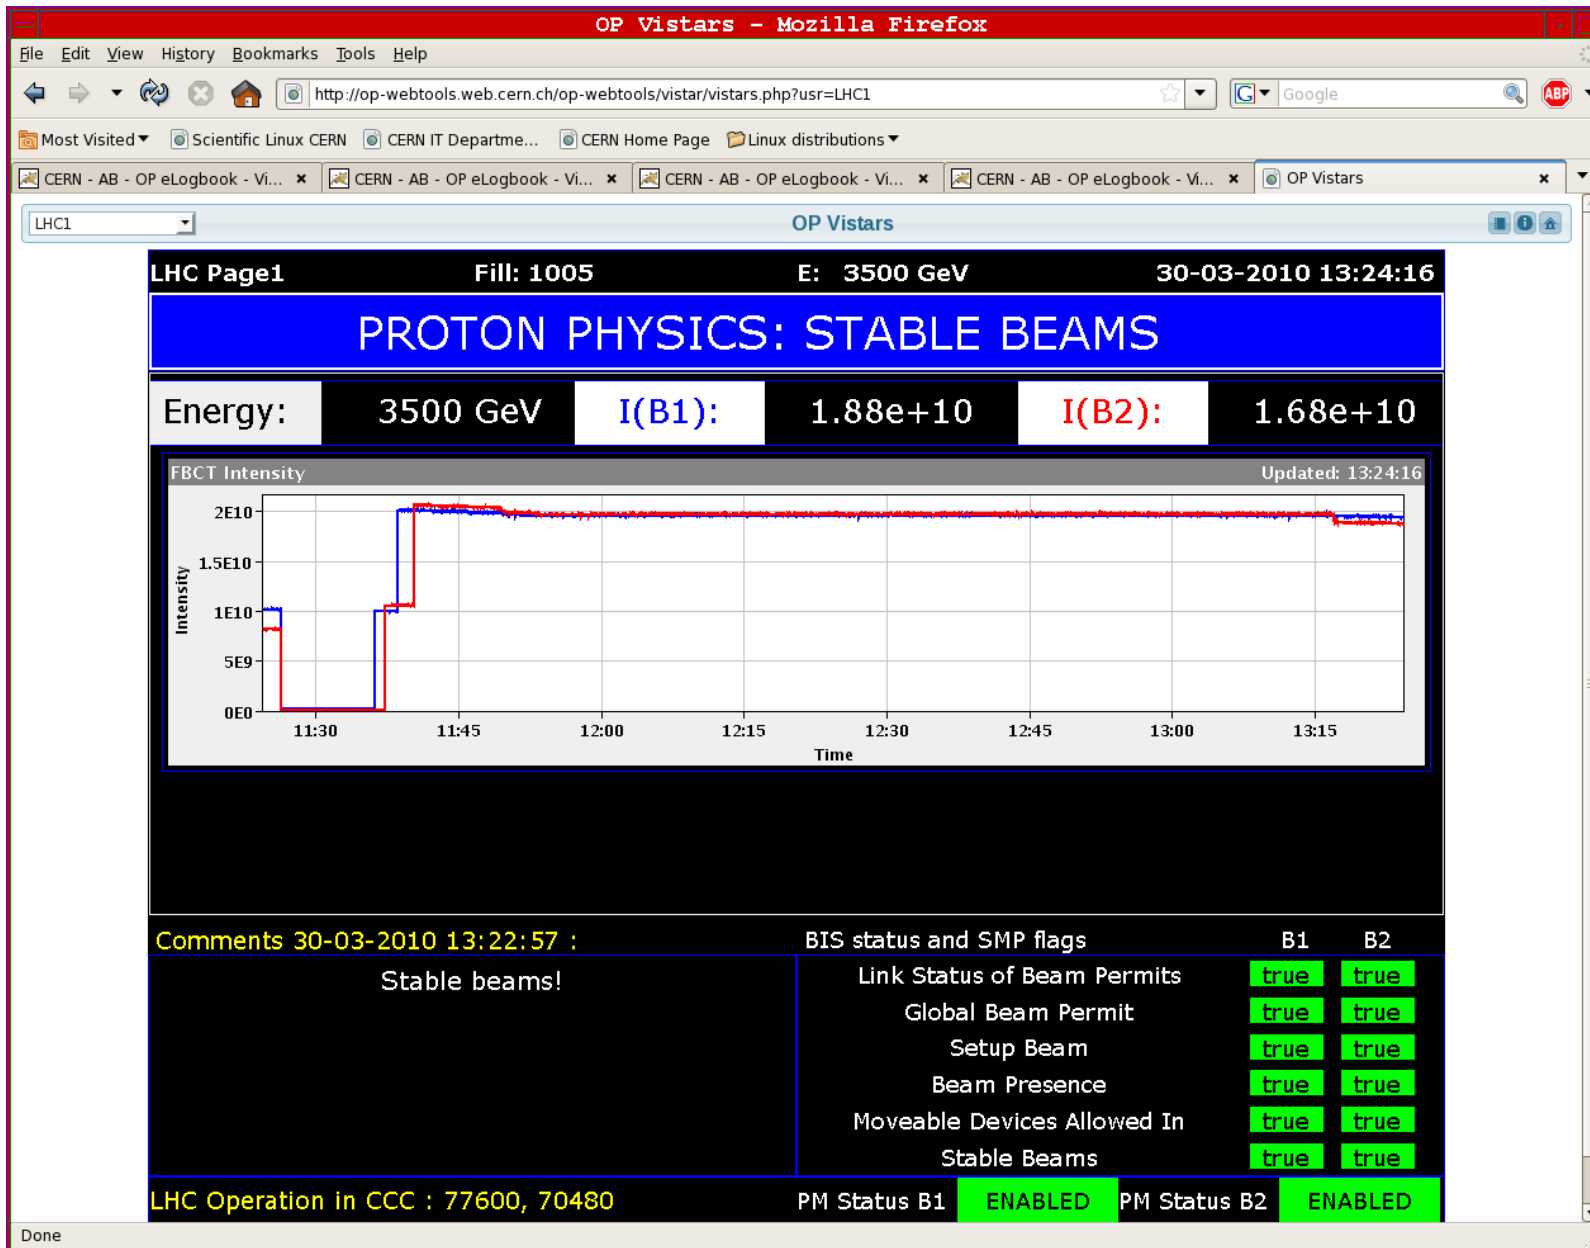 OP Vistars - Mozilla Firefox
File Edit View History Bookmarks Tools Help
http://op-webtools.web.cern.ch/op-webtools/vistar/vistars.php?usr=LHC1 G Google ABP
Most Visited Scientific Linux CERN CERN IT Departme... CERN Home Page Linux distributions
CERN - AB - OP eLogbook - Vi... CERN - AB - OP eLogbook - Vi... CERN - AB - OP eLogbook - Vi... CERN - AB - OP eLogbook - Vi... OP Vistars
LHC1 OP Vistars
LHC Page1 Fill: 1005 E: 3500 GeV 30-03-2010 13:24:16
PROTON PHYSICS: STABLE BEAMS
Energy: 3500 GeV I(B1): 1.88e+10 I(B2): 1.68e+10
FBCT Intensity Updated: 13:24:16
Intensity
2E10
1.5E10
1E10
5E9
0E0
11:30 11:45 12:00 12:15 12:30 12:45 13:00 13:15
Time
Comments 30-03-2010 13:22:57 :
Stable beams!
BIS status and SMP flags B1 B2
Link Status of Beam Permits true true
Global Beam Permit true true
Setup Beam true true
Beam Presence true true
Moveable Devices Allowed In true true
Stable Beams true true
LHC Operation in CCC : 77600, 70480 PM Status B1 ENABLED PM Status B2 ENABLED
Done